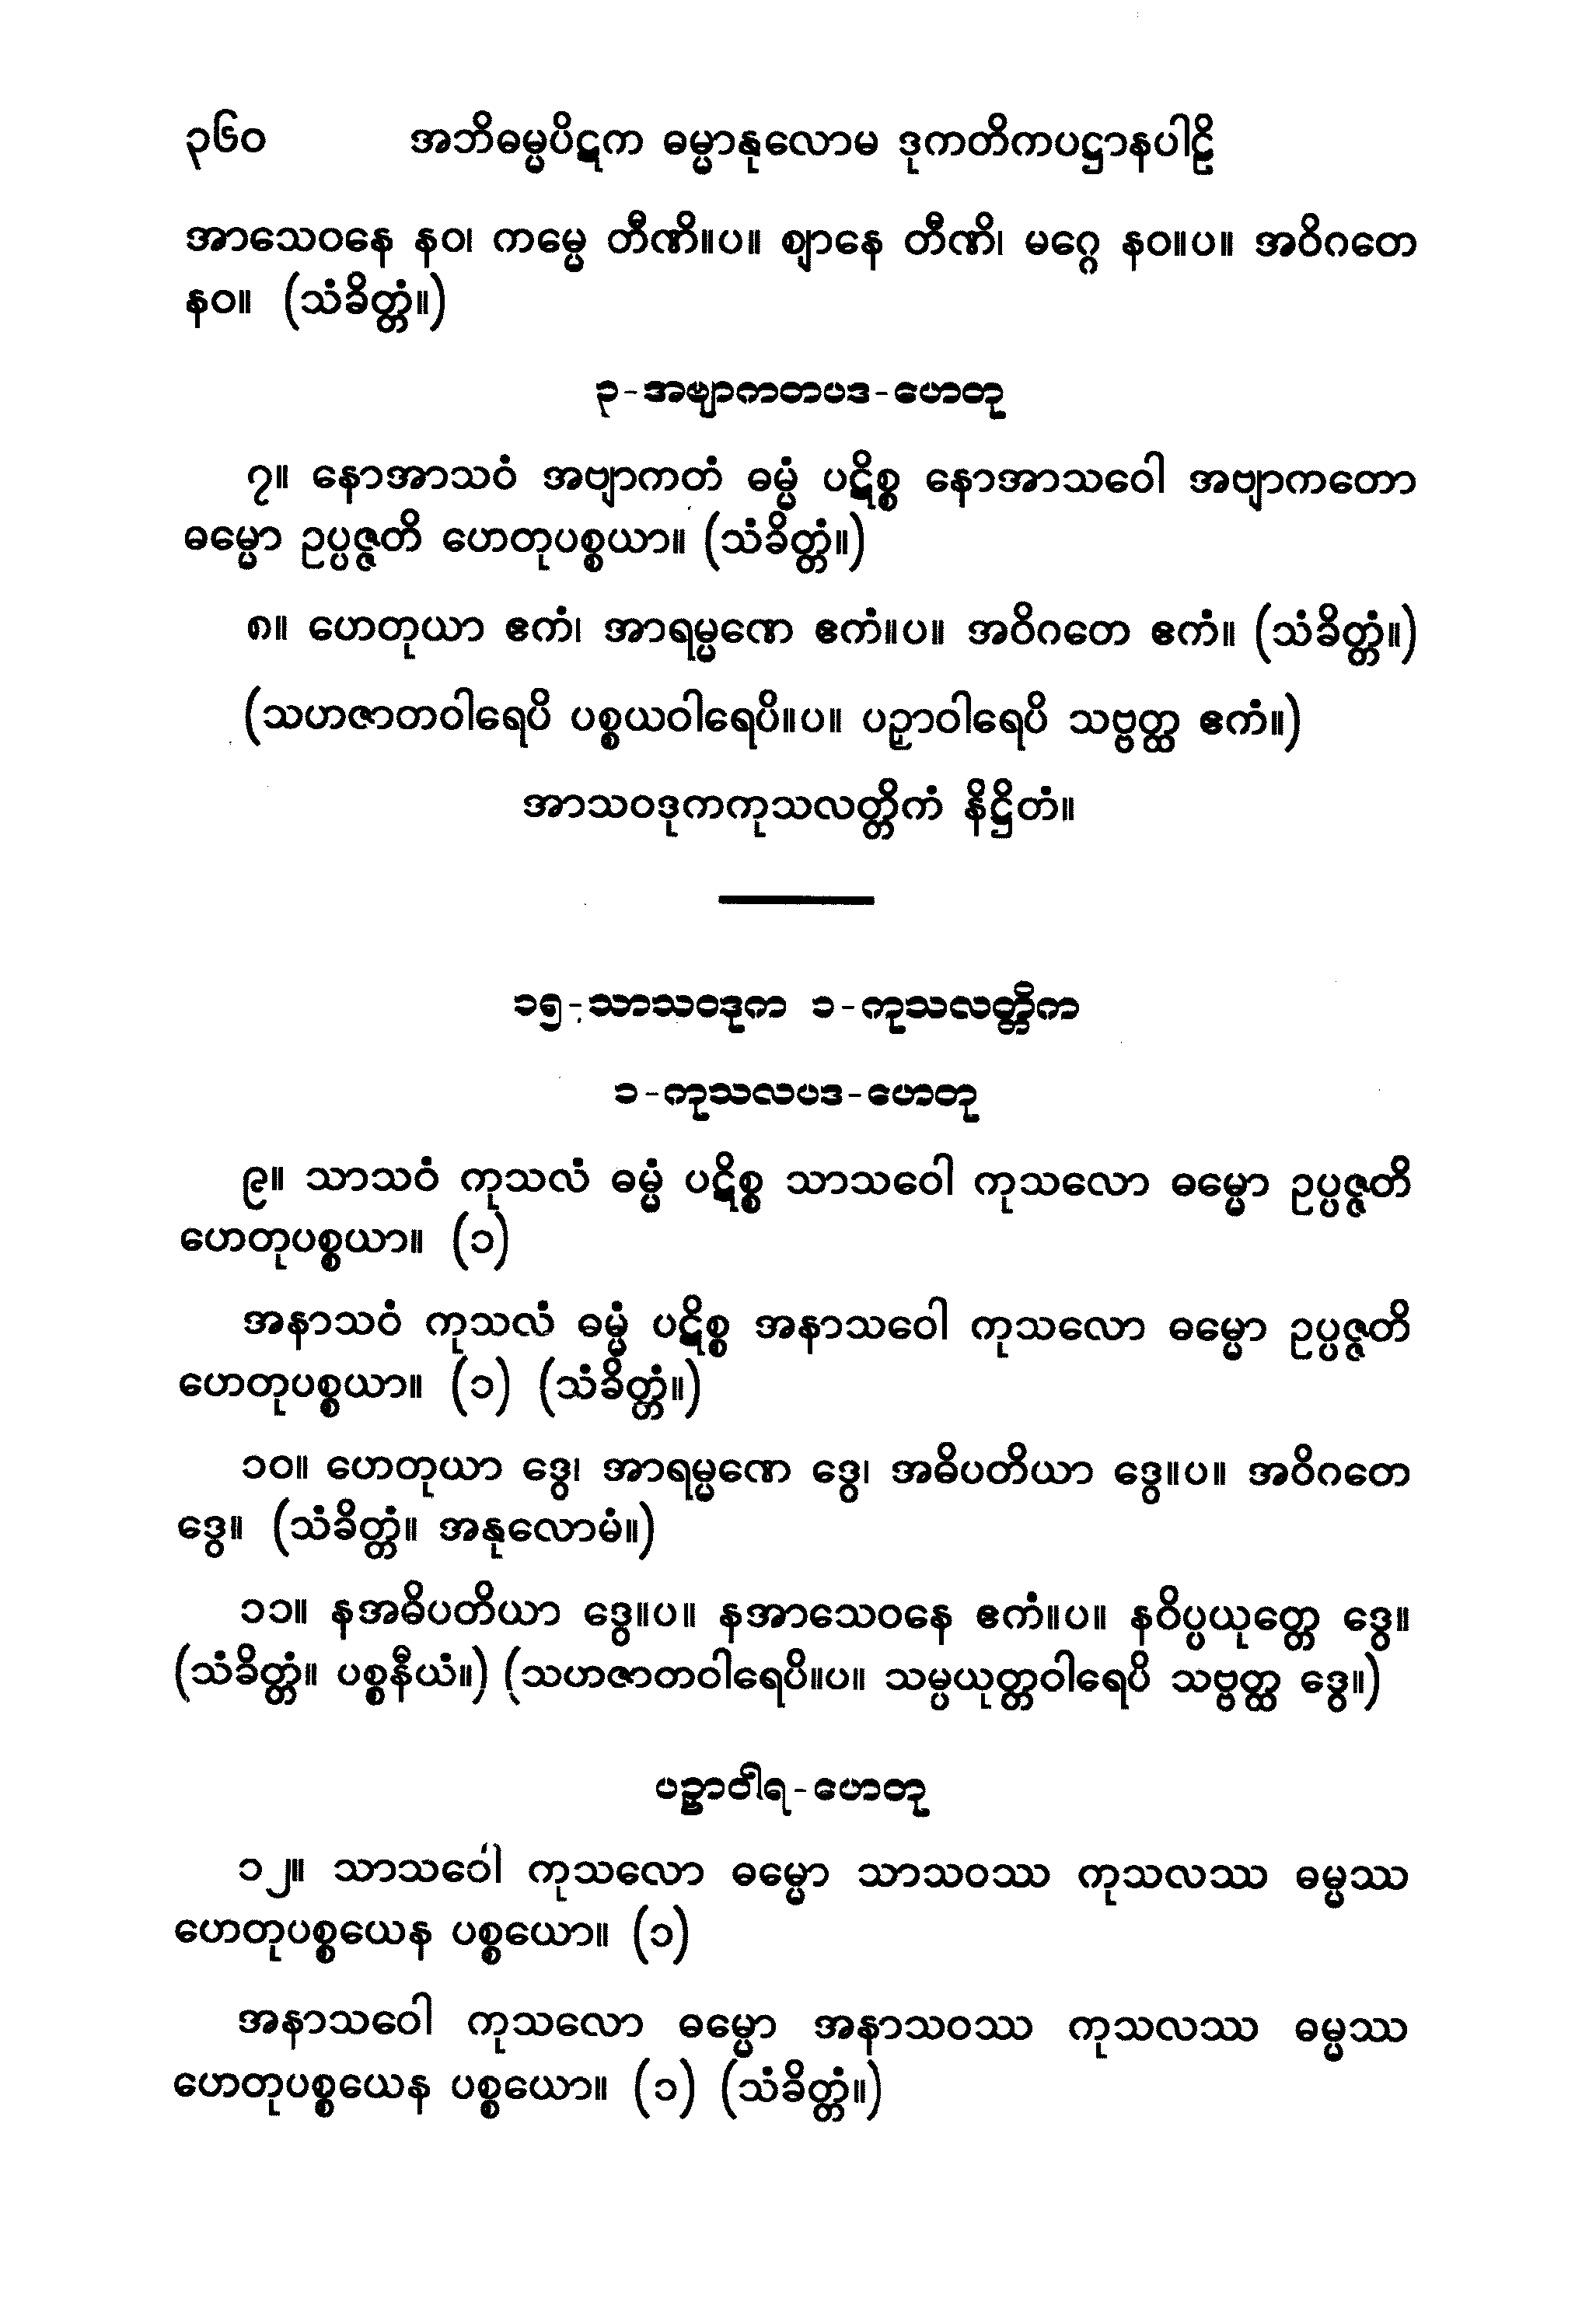 ၃၆၀ အဘိဓမ္မပိဋက ဓမ္မာနုလောမ ဒုကတိကပဋ္ဌာနပါဠိ
အာသေဝနေ နဝ၊ ကမ္မေ တီဏိ။ပ။ ဈာနေ တီဏိ၊ မဂ္ဂေ နဝ။ပ။ အဝိဂတေ
နဝ။ (သံခိတ္တံ။)
၃-အဗျာကတပဒ-ဟေတု
၇။ နောအာသဝံ အဗျာကတံ ဓမ္မံ ပဋိစ္စ နောအာသဝေါ အဗျာကတော
ဓမ္မော ဥပ္ပဇ္ဇတိ ဟေတုပစ္စယာ။ (သံခိတ္တံ။)
၈။ ဟေတုယာ ဧကံ၊ အာရမ္မဏေ ဧကံ။ပ။ အဝိဂတေ ဧကံ။ (သံခိတ္တံ။)
(သဟဇာတဝါရေပိ ပစ္စယဝါရေပိ။ပ။ ပဉှာဝါရေပိ သဗ္ဗတ္ထ ဧကံ။)
အာသဝဒုကကုသလတ္တိကံ နိဋ္ဌိတံ။
၁၅-သာသဝဒုက ၁-ကုသလတ္တိက
၁-ကုသလပဒ-ဟေတု
၉။ သာသဝံ ကုသလံ ဓမ္မံ ပဋိစ္စ သာသဝေါ ကုသလော ဓမ္မော ဥပ္ပဇ္ဇတိ
ဟေတုပစ္စယာ။ (၁)
အနာသဝံ ကုသလံ ဓမ္မံ ပဋိစ္စ အနာသဝေါ ကုသလော ဓမ္မော ဥပ္ပဇ္ဇတိ
ဟေတုပစ္စယာ။ (၁) (သံခိတ္တံ။)
၁၀။ ဟေတုယာ ဒွေ၊ အာရမ္မဏေ ဒွေ၊ အဓိပတိယာ ဒွေ။ပ။ အဝိဂတေ
ဒွေ။ (သံခိတ္တံ။ အနုလောမံ။)
၁၁။ နအဓိပတိယာ ဒွေ။ပ။ နအာသေဝနေ ဧကံ။ပ။ နဝိပ္ပယုတ္တေ ဒွေ။
(သံခိတ္တံ။ ပစ္စနီယံ။) (သဟဇာတဝါရေပိ။ပ။ သမ္ပယုတ္တဝါရေပိ သဗ္ဗတ္ထ ဒွေ။)
ပဉှာဝါရ-ဟေတု
၁၂။ သာသဝေါ ကုသလော ဓမ္မော သာသဝဿ ကုသလဿ ဓမ္မဿ
ဟေတုပစ္စယေန ပစ္စယော။ (၁)
အနာသဝေါ ကုသလော ဓမ္မော အနာသဝဿ ကုသလဿ ဓမ္မဿ
ဟေတုပစ္စယေန ပစ္စယော။ (၁) (သံခိတ္တံ။)